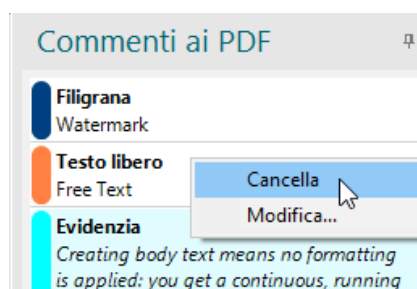 Commenti ai PDF
Filigrana
Watermark
Testo libero
Free Text
Cancella
Modifica...
Evidenzia
Creating body text means no formatting
is applied: you get a continuous, running